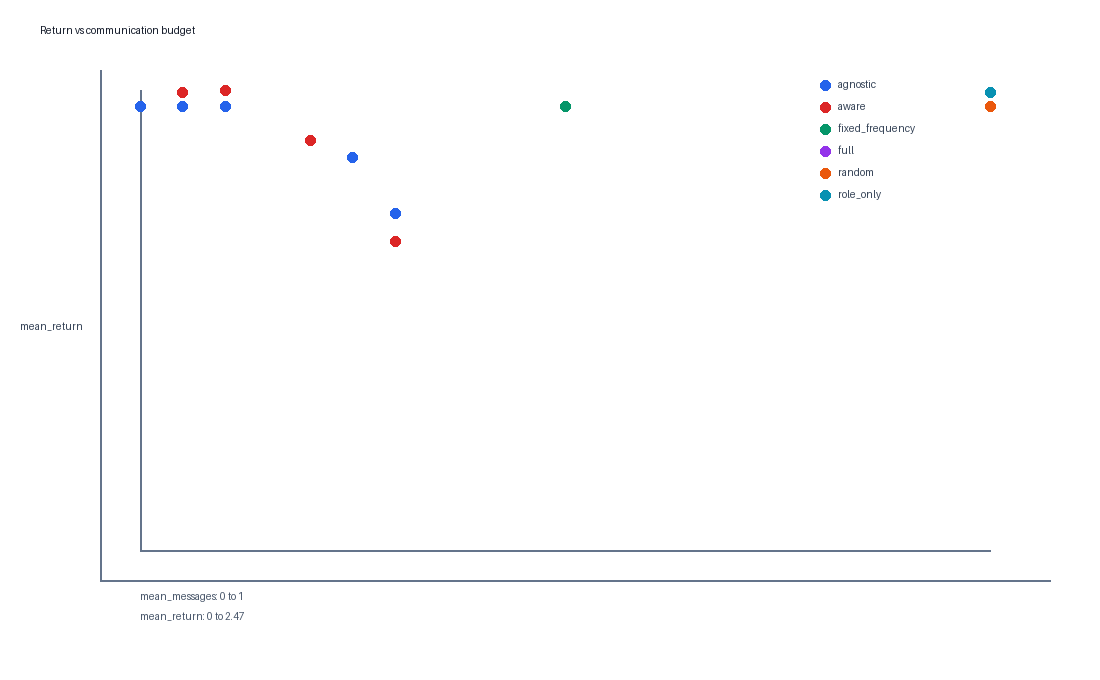 Return vs communication budget
agnostic
aware
fixed_frequency
full
random
role_only
mean_return
mean_messages: 0 to 1
mean_return: 0 to 2.47